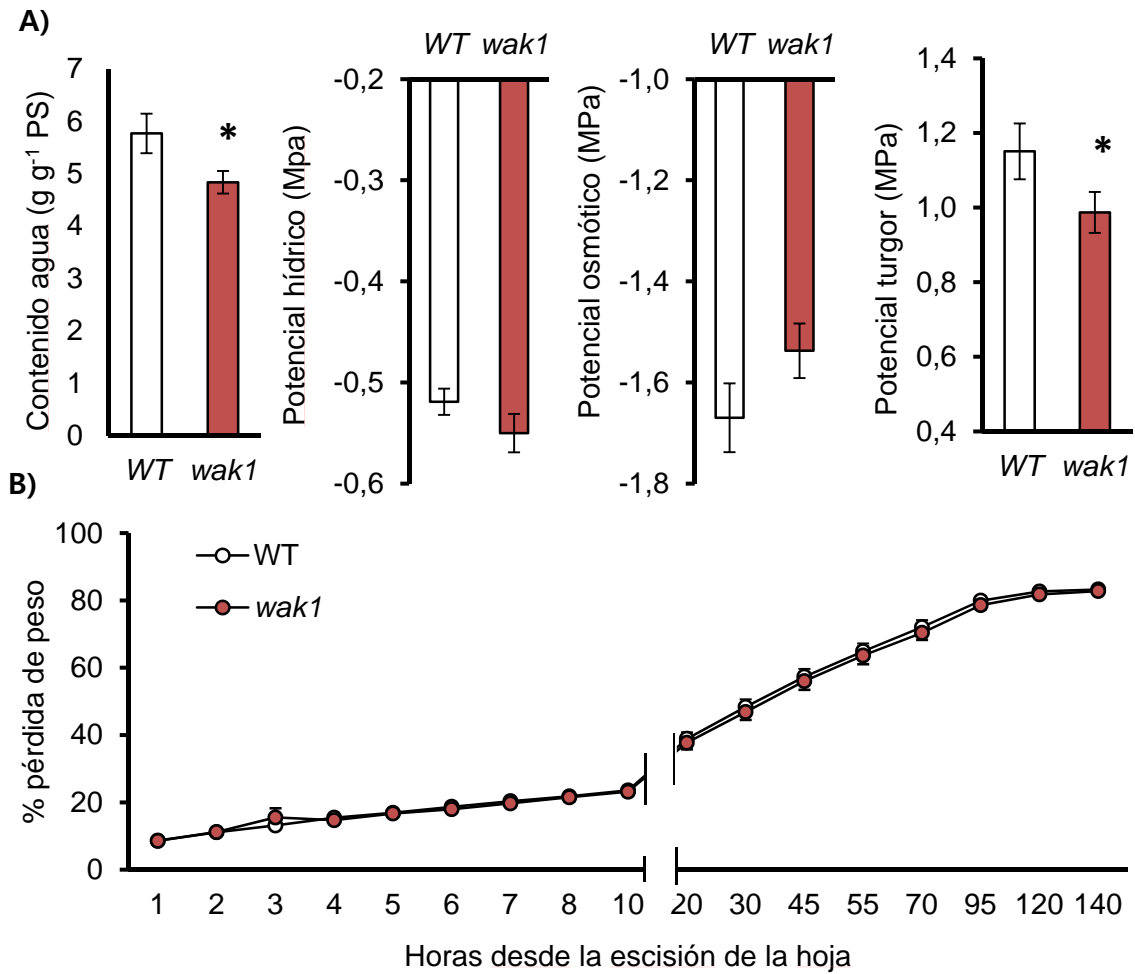 A)
Contenido agua (g g-1 PS)
7
6
5
4
3
2
1
0
*
WT wak1
Potencial hídrico (Mpa)
WT wak1
-0,2
-0,3
-0,4
-0,5
-0,6
Potencial osmótico (MPa)
WT wak1
-1,0
-1,2
-1,4
-1,6
-1,8
Potencial turgor (MPa)
1,4
1,2
1,0
0,8
0,6
0,4
*
WT wak1
B)
% pérdida de peso
100
80
60
40
20
0
WT
wak1
1 2 3 4 5 6 7 8 10 20 30 45 55 70 95 120 140
Horas desde la escisión de la hoja